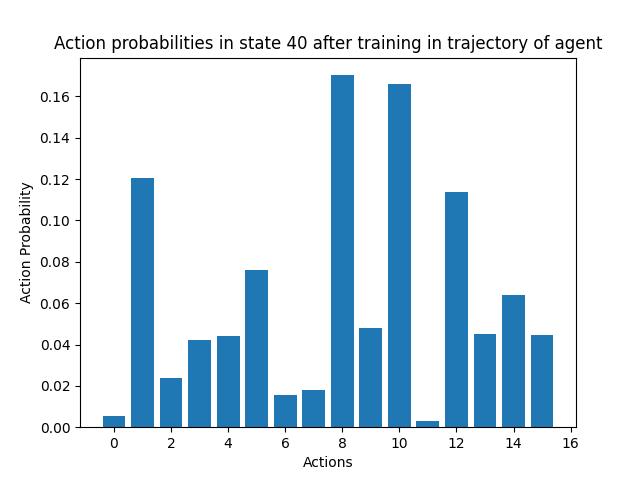 Action probabilities in state 40 after training in trajectory of agent
0.16
0.14
0.12
0.10
0.08
0.06
0.04
0.02
0.00
Action Probability
0 2 4 6 8 10 12 14 16
Actions